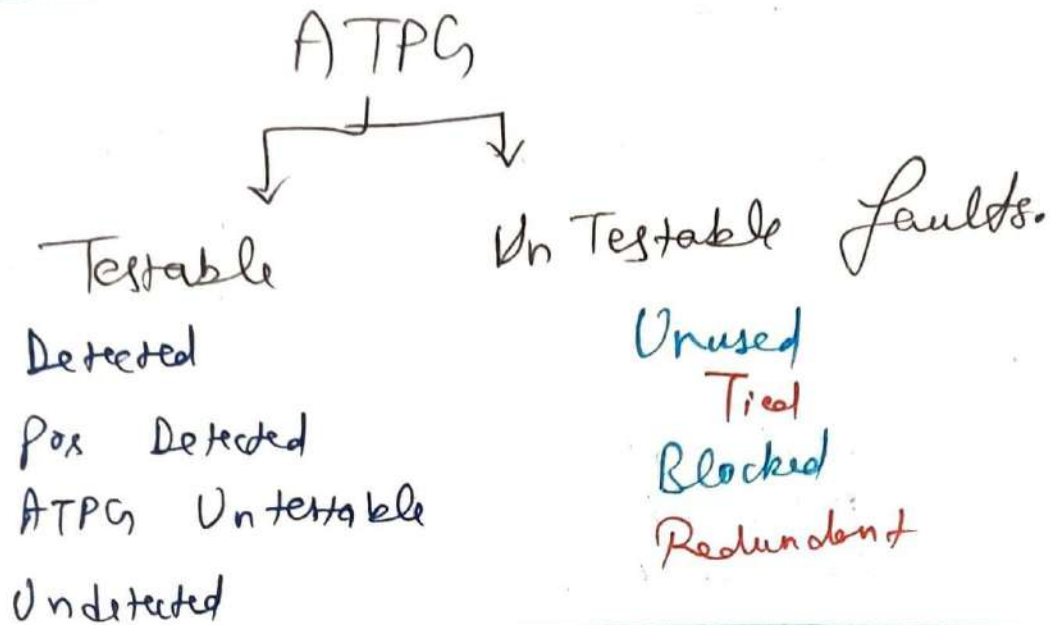 ATPG
Testable
Un Testable faults.
Detected
Pos Detected
ATPG Untestable
Undetected
Unused
Tied
Blocked
Redundant